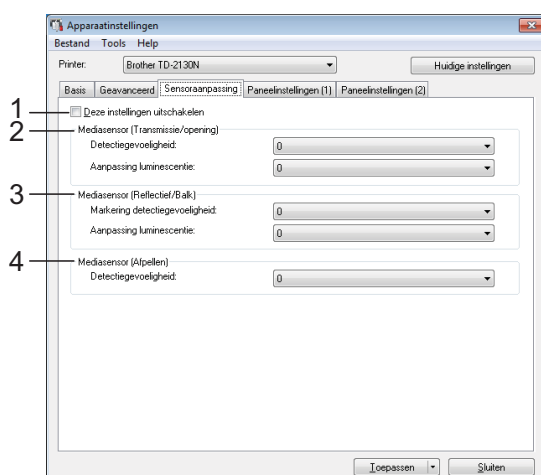 Apparaatinstellingen
Bestand Tools Help
Printer: Brother TD-2130N Huidige instellingen
Basis Geavanceerd Sensoraanpassing Paneelinstellingen (1) Paneelinstellingen (2)
1 Deze instellingen uitschakelen
2 Mediasensor (Transmissie/opening)
Detectiegevoeligheid: 0
Aanpassing luminescentie: 0
3 Mediasensor (Reflectief/Balk)
Markering detectiegevoeligheid: 0
Aanpassing luminescentie: 0
4 Mediasensor (Afpellen)
Detectiegevoeligheid: 0
Toepassen Sluiten